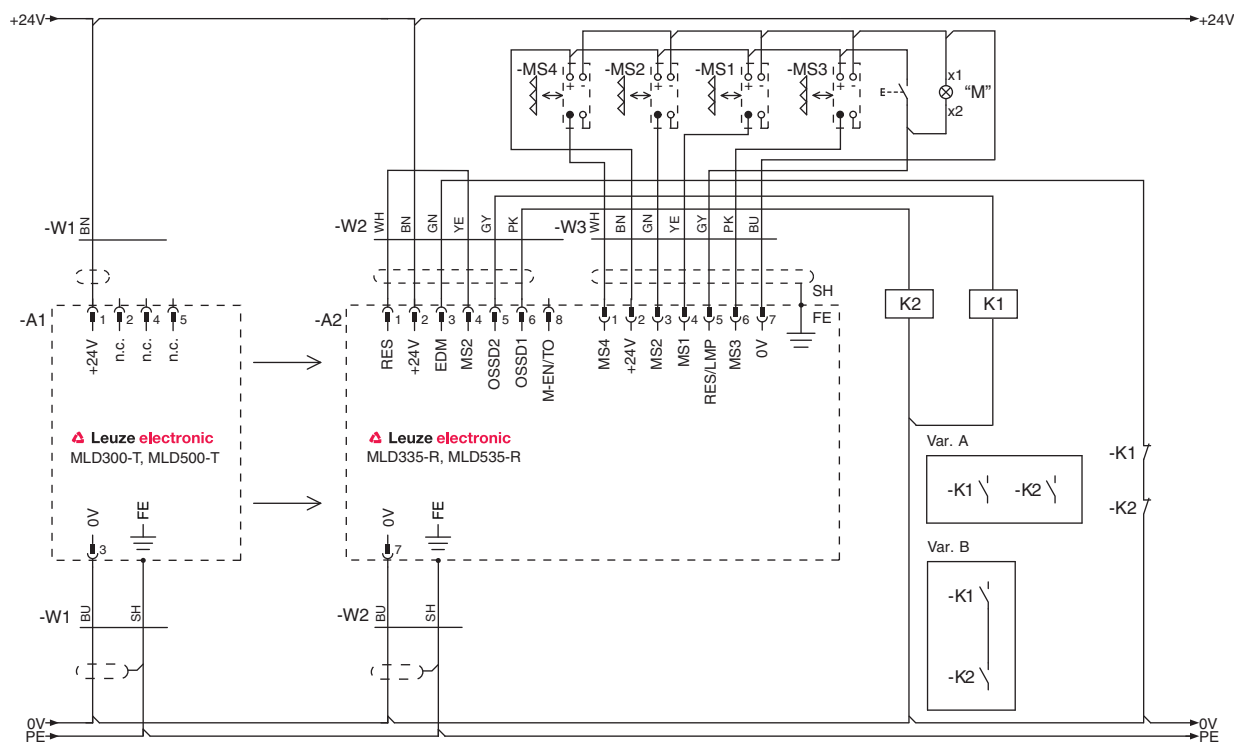 +24V
+24V
-MS4
-MS2
-MS1
-MS3
+ -
+ -
+ -
+ -
E
x1
"M"
x2
-W1
BN
-W2
WH
BN
GN
YE
GY
PK
-W3
WH
BN
GN
YE
GY
PK
BU
SH
FE
K2
K1
-A1
1
2
4
5
+24V
n.c.
n.c.
n.c.
-A2
1
2
3
4
5
6
8
RES
+24V
EDM
MS2
OSSD2
OSSD1
M-EN/TO
1
2
3
4
5
6
7
MS4
+24V
MS2
MS1
RES/LMP
MS3
0V
Leuze electronic
MLD300-T, MLD500-T
Leuze electronic
MLD335-R, MLD535-R
Var. A
-K1
-K2
-K1
-K2
Var. B
-K1
-K2
0V
FE
3
0V
FE
7
-W1
BU
SH
-W2
BU
SH
0V
0V
PE
PE